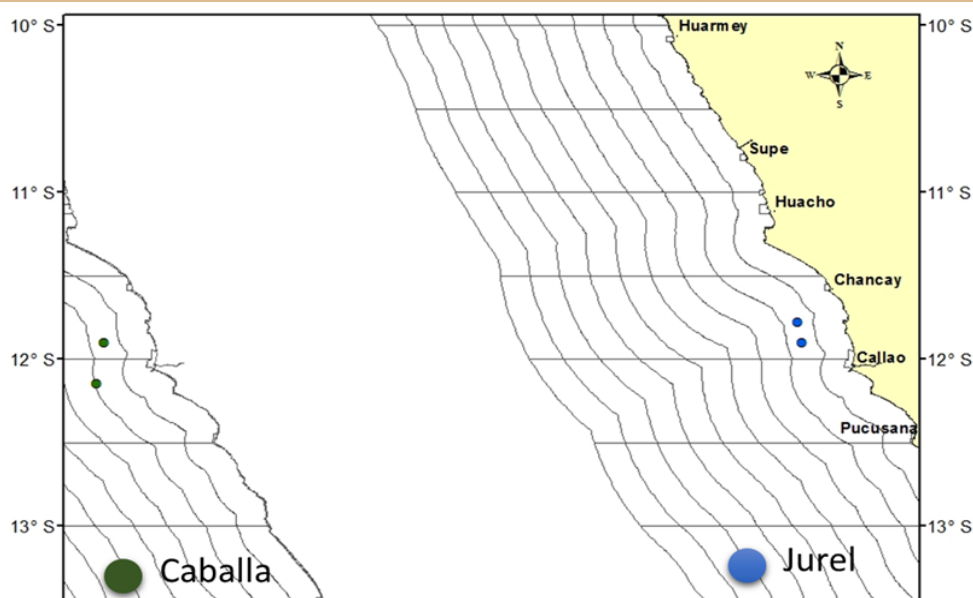 10° S
10° S
Huarmey
N
W
E
S
Supe
11° S
11° S
Huacho
Chancay
12° S
Callao
12° S
Pucusana
13° S
13° S
Caballa
Jurel